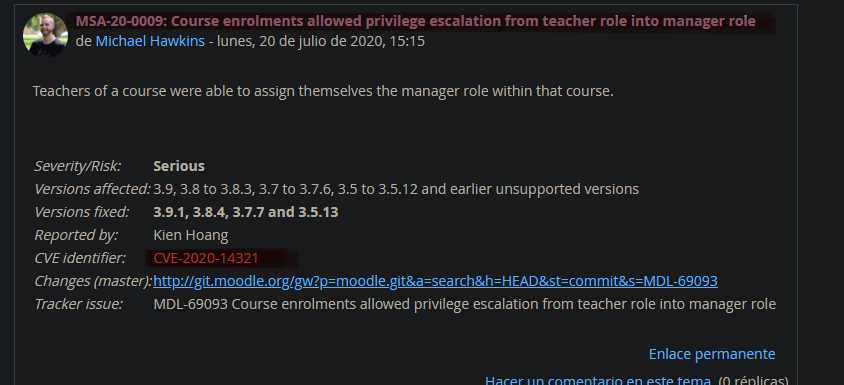 MSA-20-0009: Course enrolments allowed privilege escalation from teacher role into manager role
de Michael Hawkins - lunes, 20 de julio de 2020, 15:15
Teachers of a course were able to assign themselves the manager role within that course.
Severity/Risk: Serious
Versions affected: 3.9, 3.8 to 3.8.3, 3.7 to 3.7.6, 3.5 to 3.5.12 and earlier unsupported versions
Versions fixed: 3.9.1, 3.8.4, 3.7.7 and 3.5.13
Reported by: Kien Hoang
CVE identifier: CVE-2020-14321
Changes (master): http://git.moodle.org/gw?p=moodle.git&a=search&h=HEAD&st=commit&s=MDL-69093
Tracker issue: MDL-69093 Course enrolments allowed privilege escalation from teacher role into manager role
Enlace permanente
Hacer un comentario en este tema (0 réplicas)